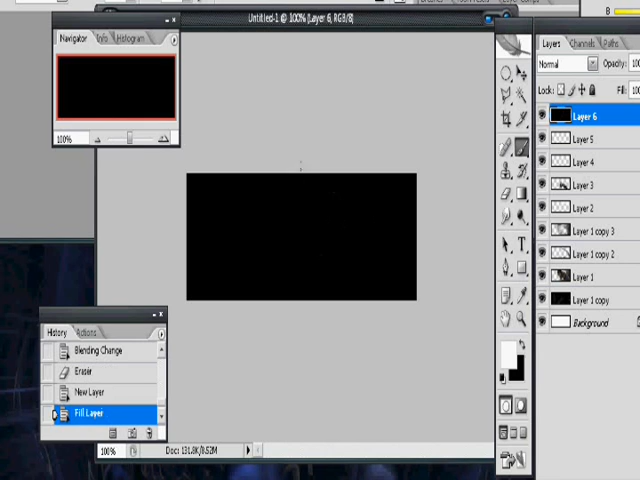 Untitled-1 @ 100% (Layer 6, RGB/8)
B
Navigator Info Histogram
100%
Layers Channels Paths
Normal Opacity: 100
Lock: Fill: 100
Layer 6
Layer 5
Layer 4
Layer 3
Layer 2
Layer 1 copy 3
Layer 1 copy 2
Layer 1
Layer 1 copy
Background
T
History Actions
Blending Change
Eraser
New Layer
Fill Layer
100% Doc: 131.8K/8.52M